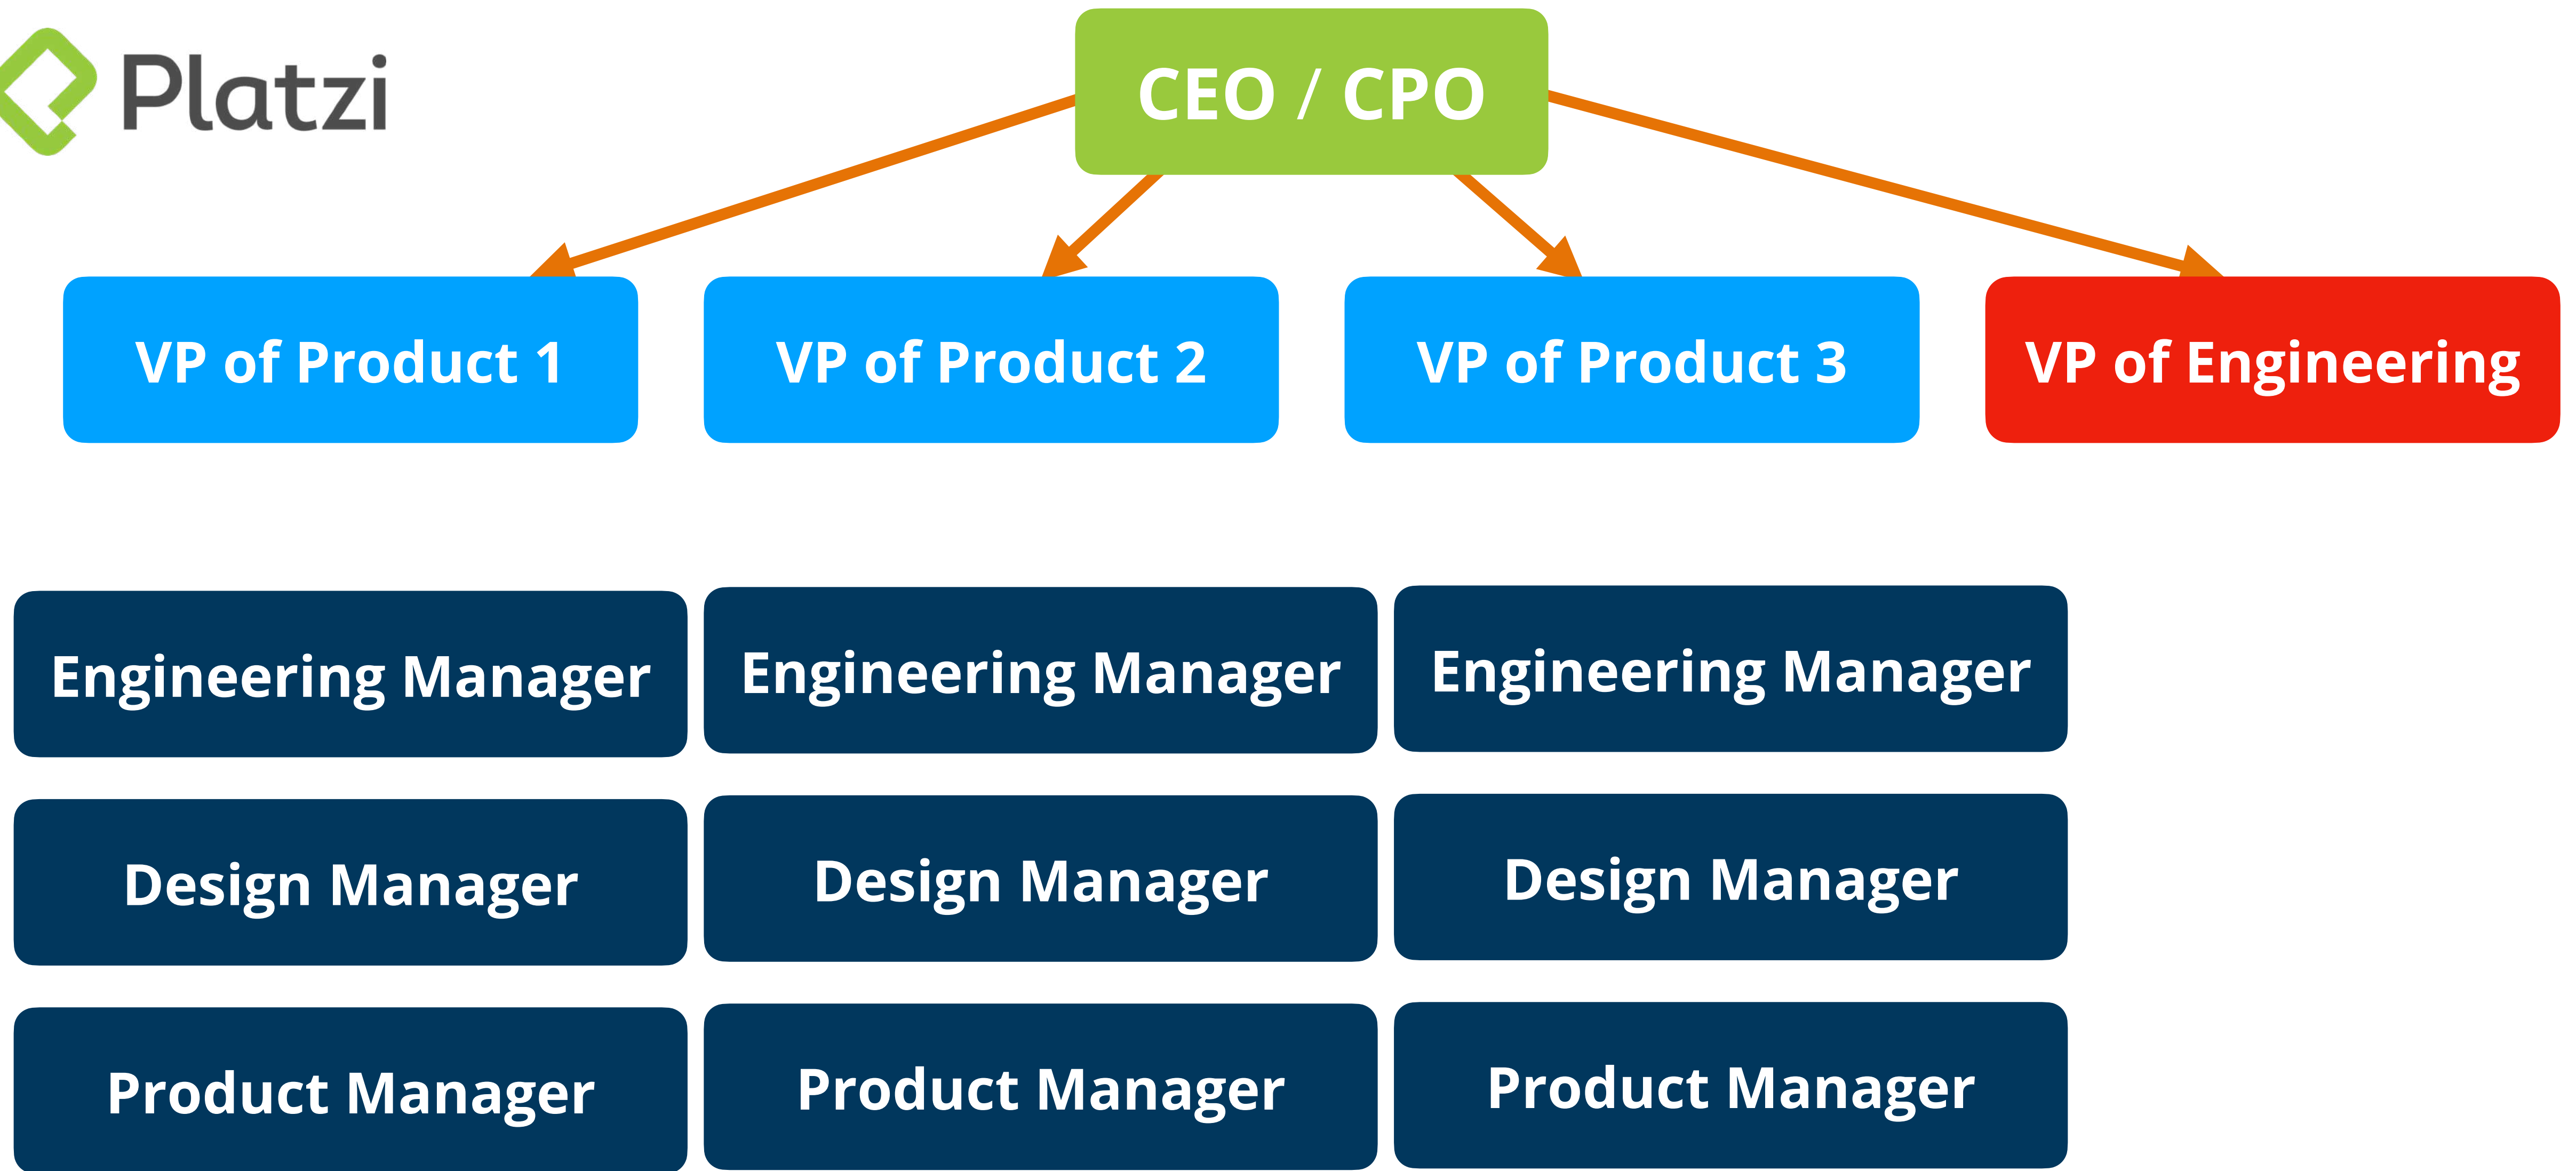 Platzi
CEO / CPO
VP of Product 1
VP of Product 2
VP of Product 3
VP of Engineering
Engineering Manager
Engineering Manager
Engineering Manager
Design Manager
Design Manager
Design Manager
Product Manager
Product Manager
Product Manager